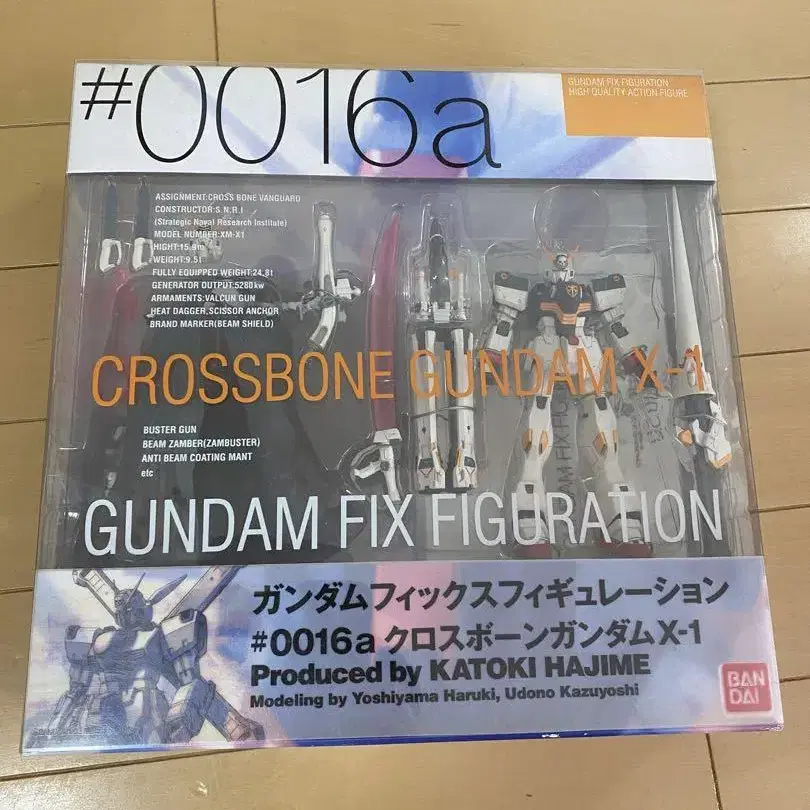 #0016a
GUNDAM FIX FIGURATION
HIGH QUALITY ACTION FIGURE
ASSIGNMENT:CROSS BONE VANGUARD
CONSTRUCTOR:S.N.R.I
(Strategic Naval Research Institute)
MODEL NUMBER:XM-X1
HIGHT:15.9m
WEIGHT:9.5t
FULLY EQUIPPED WEIGHT:24.8t
GENERATOR OUTPUT:5280kw
ARMAMENTS:VALCUN GUN
HEAT DAGGER,SCISSOR ANCHOR
BRAND MARKER(BEAM SHIELD)
CROSSBONE GUNDAM X-1
BUSTER GUN
BEAM ZAMBER(ZAMBUSTER)
ANTI BEAM COATING MANT
etc
GUNDAM FIX FIGURATION
ガンダムフィックスフィギュレーション
#0016a クロスボーンガンダムX-1
Produced by KATOKI HAJIME
Modeling by Yoshiyama Haruki, Udono Kazuyoshi
BAN
DAI